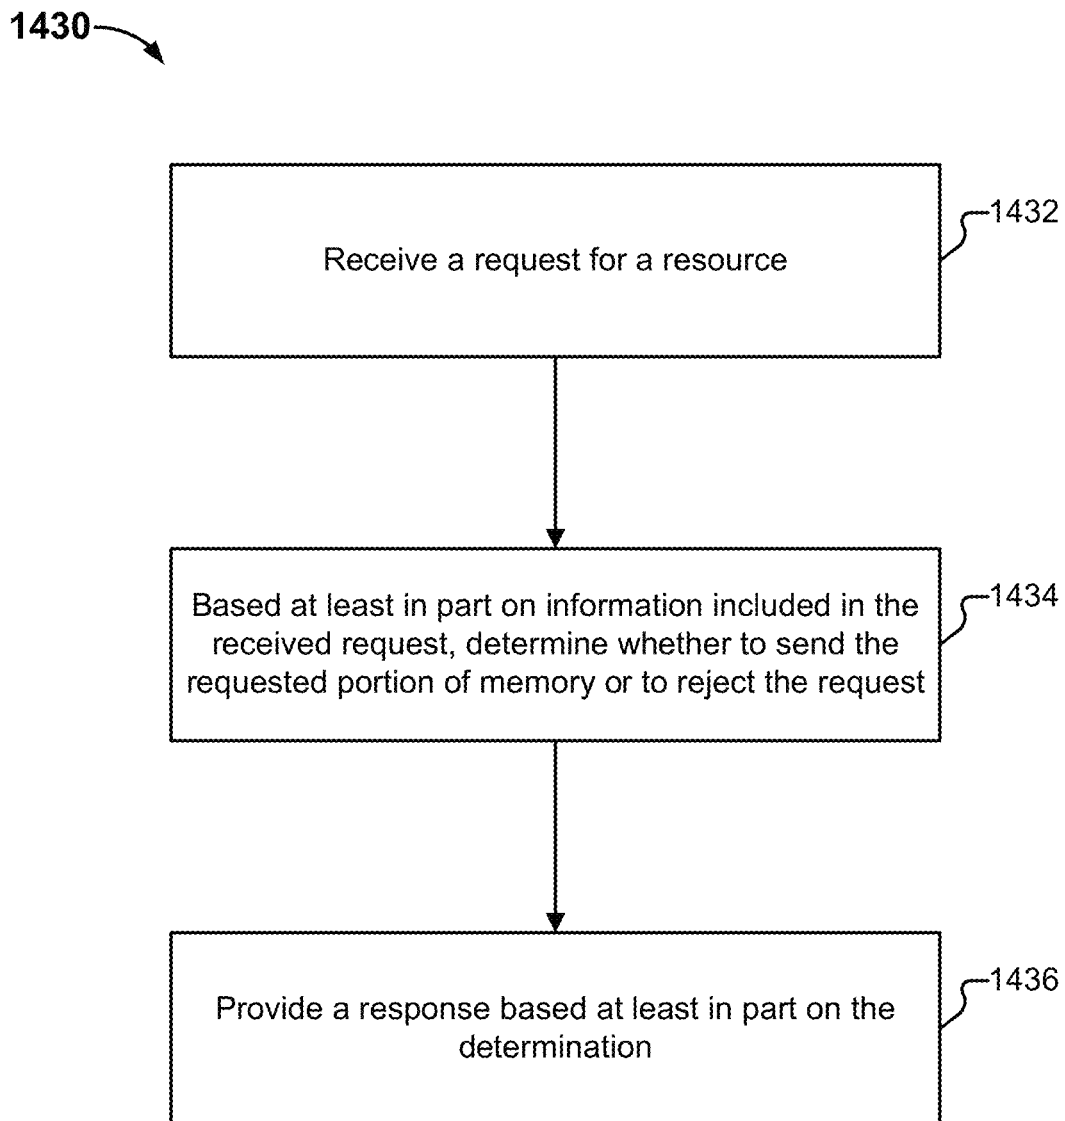 1430
1432
Receive a request for a resource
1434
Based at least in part on information included in the
received request, determine whether to send the
requested portion of memory or to reject the request
1436
Provide a response based at least in part on the
determination